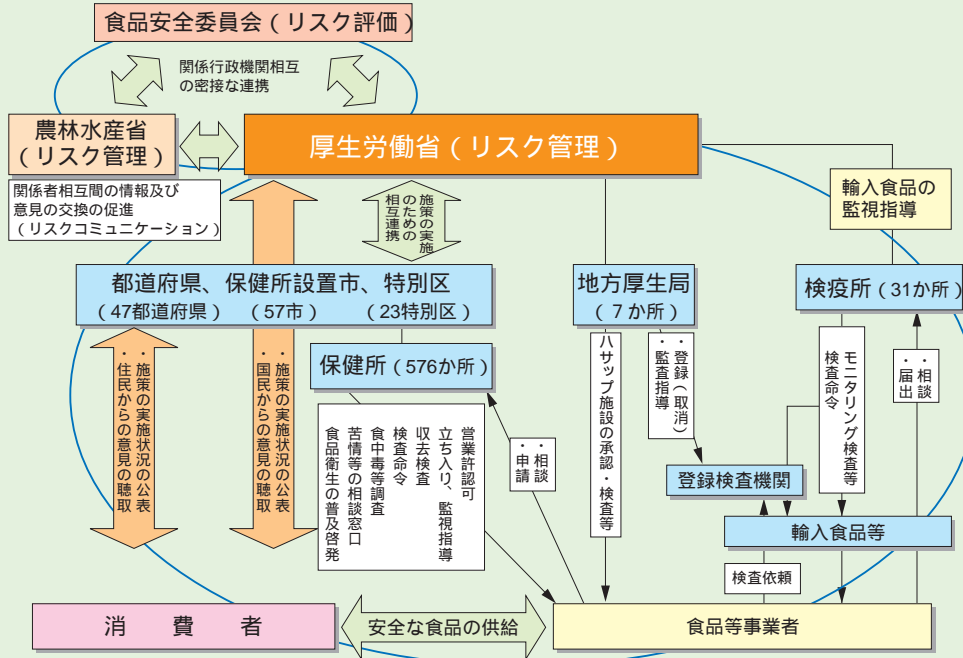 食品安全委員会（リスク評価）
関係行政機関相互
の密接な連携
農林水産省
（リスク管理）
厚生労働省（リスク管理）
関係者相互間の情報及び
意見の交換の促進
（リスクコミュニケーション）
施策の実施
のための
相互連携
輸入食品の
監視指導
都道府県、保健所設置市、特別区
（47都道府県）（57市）（23特別区）
地方厚生局
（７か所）
検疫所（31か所）
保健所（576か所）
・施策の実施状況の公表
・住民からの意見の聴取
・施策の実施状況の公表
・国民からの意見の聴取
営業許認可
立ち入り、監視指導
収去検査
検査命令
食中毒等調査
苦情等の相談窓口
食品衛生の普及啓発
・相談
・申請
ハサップ施設の承認・検査等
・登録（取消）
・監査指導
モニタリング検査等
検査命令
・相談
・届出
登録検査機関
輸入食品等
検査依頼
消費者
安全な食品の供給
食品等事業者